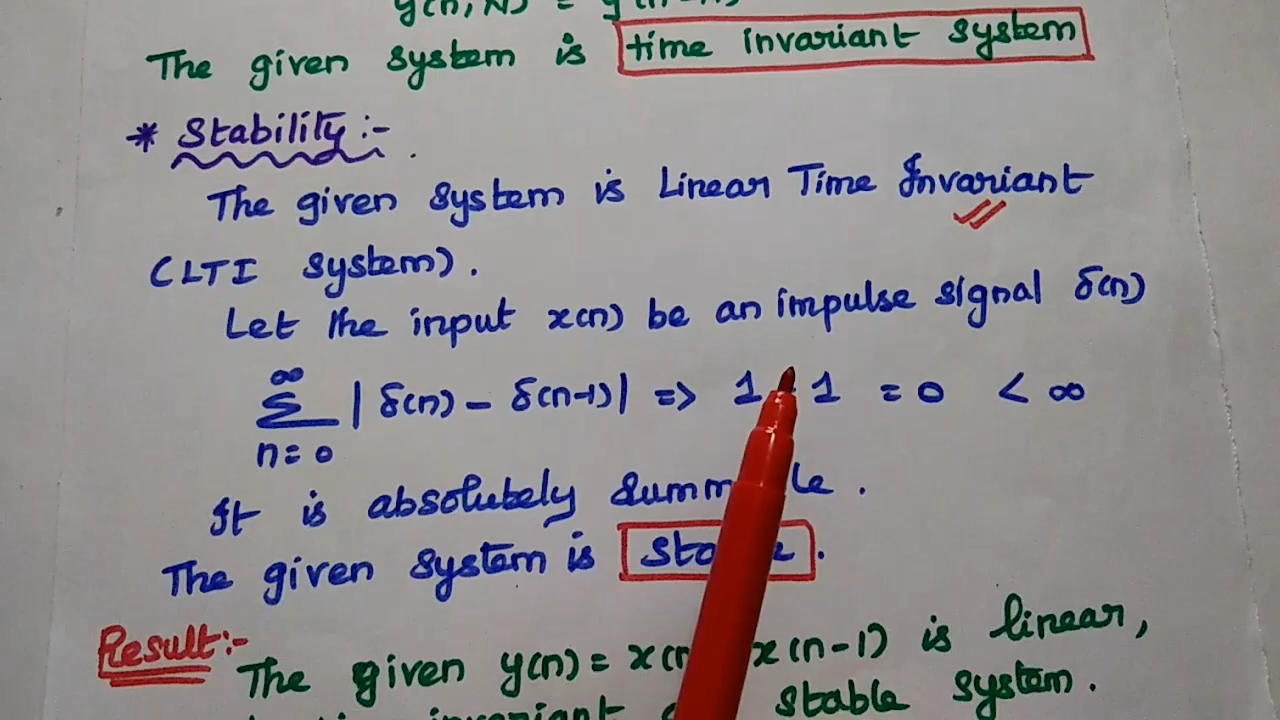 The given system is time invariant system
* Stability :-
The given system is Linear Time Invariant
(LTI system).
Let the input x(n) be an impulse signal δ(n)
∞
Σ | δ(n) - δ(n-1) | => 1 1 = 0 < ∞
n = 0
It is absolutely
The given system is
Result :-
The given y(n) = x(n-1) is linear,
stable system.